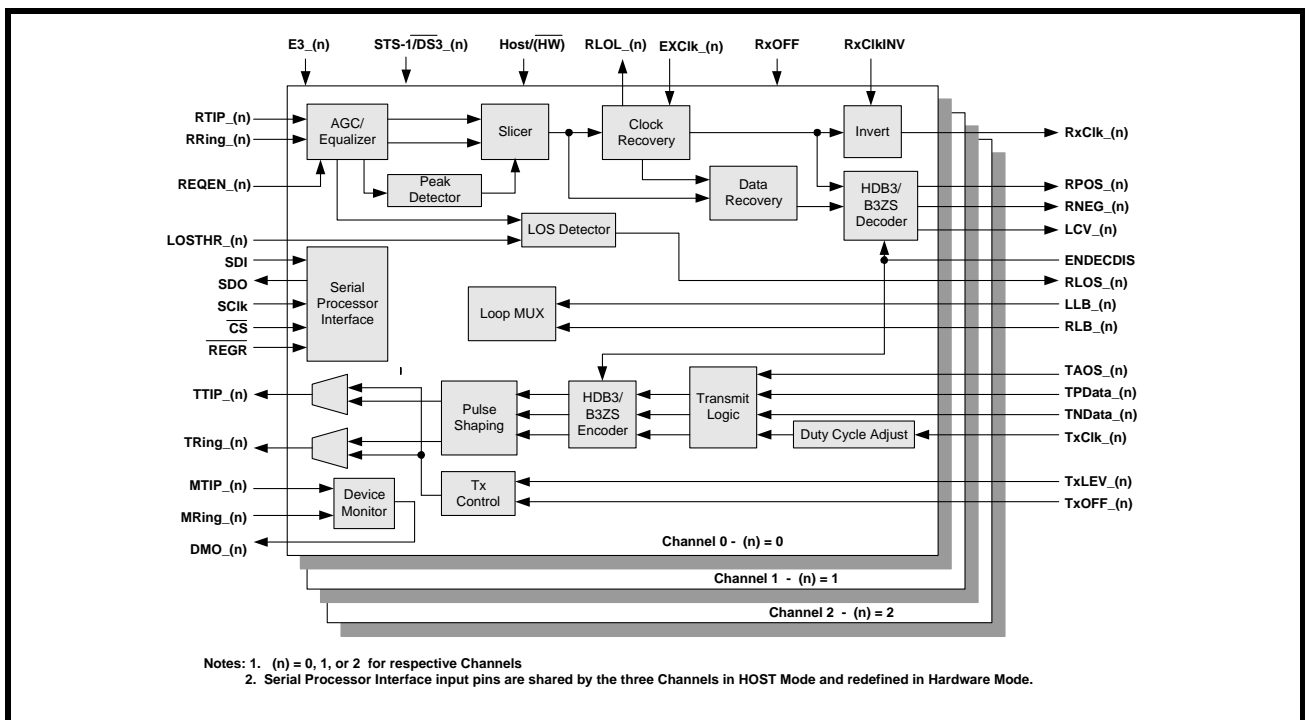 E3_(n)
STS-1/DS3_(n)
Host/(HW)
RLOL_(n)
EXClk_(n)
RxOFF
RxClkINV
RTIP_(n)
RRing_(n)
REQEN_(n)
LOSTHR_(n)
SDI
SDO
SClk
CS
REGR
TTIP_(n)
TRing_(n)
MTIP_(n)
MRing_(n)
DMO_(n)
AGC/
Equalizer
Peak
Detector
Slicer
LOS Detector
Clock
Recovery
Data
Recovery
Invert
HDB3/
B3ZS
Decoder
Serial
Processor
Interface
Loop MUX
Pulse
Shaping
HDB3/
B3ZS
Encoder
Transmit
Logic
Duty Cycle Adjust
Tx
Control
Device
Monitor
RxClk_(n)
RPOS_(n)
RNEG_(n)
LCV_(n)
ENDECDIS
RLOS_(n)
LLB_(n)
RLB_(n)
TAOS_(n)
TPData_(n)
TNData_(n)
TxClk_(n)
TxLEV_(n)
TxOFF_(n)
Channel 0 - (n) = 0
Channel 1 - (n) = 1
Channel 2 - (n) = 2
Notes: 1. (n) = 0, 1, or 2 for respective Channels
2. Serial Processor Interface input pins are shared by the three Channels in HOST Mode and redefined in Hardware Mode.